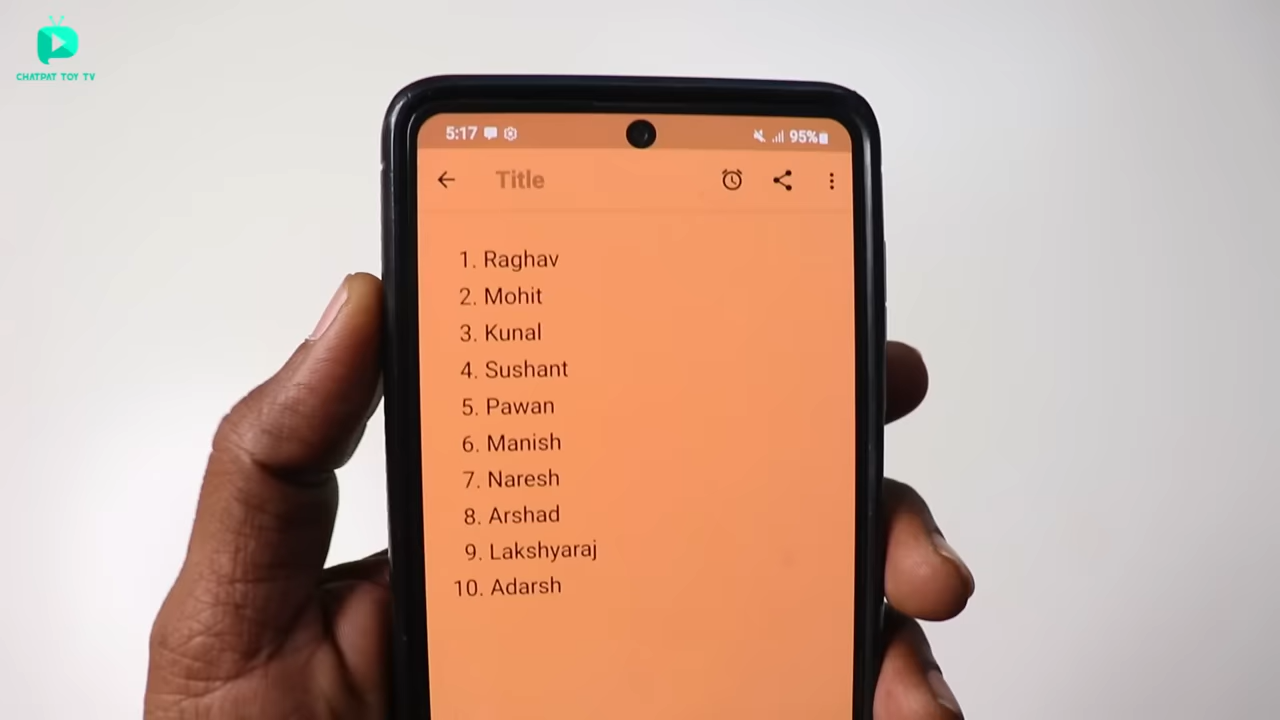 CHATPAT TOY TV
5:17 95%
Title
1. Raghav
2. Mohit
3. Kunal
4. Sushant
5. Pawan
6. Manish
7. Naresh
8. Arshad
9. Lakshyaraj
10. Adarsh